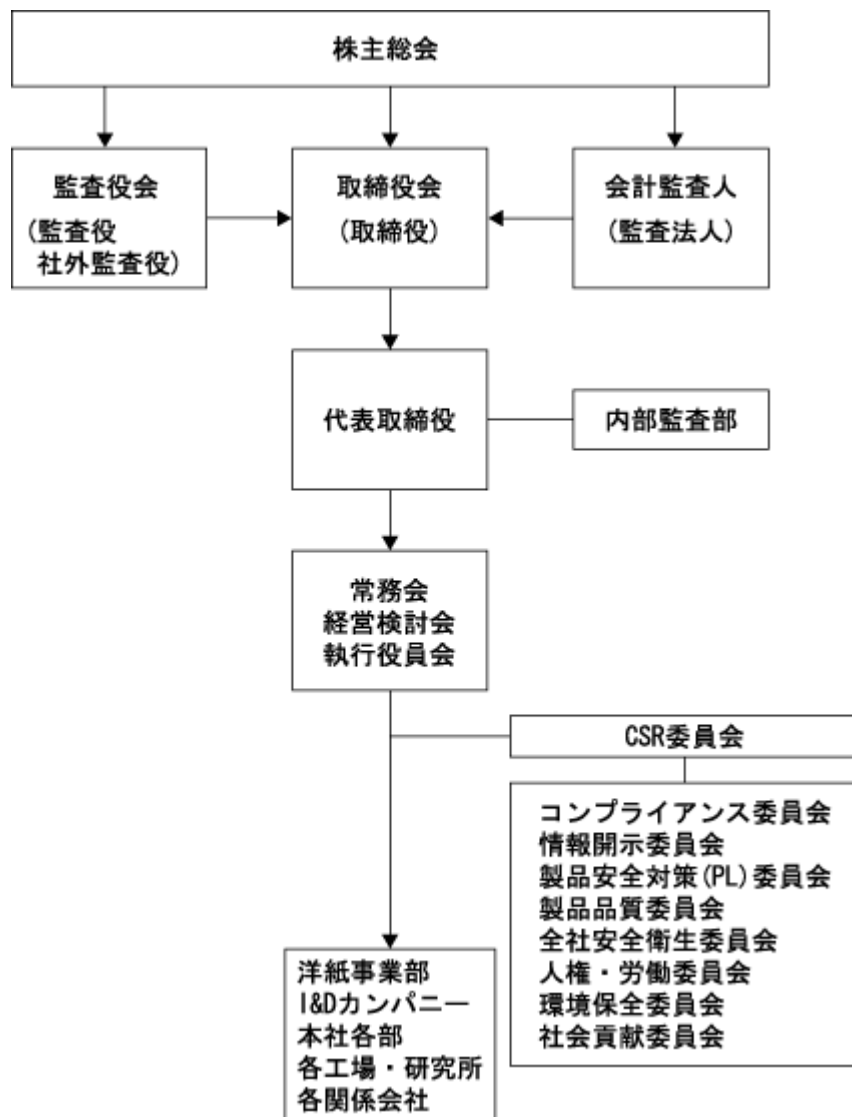 株主総会
監査役会
(監査役
社外監査役)
取締役会
(取締役)
会計監査人
(監査法人)
代表取締役
内部監査部
常務会
経営検討会
執行役員会
CSR委員会
コンプライアンス委員会
情報開示委員会
製品安全対策(PL)委員会
製品品質委員会
全社安全衛生委員会
人権・労働委員会
環境保全委員会
社会貢献委員会
洋紙事業部
I&Dカンパニー
本社各部
各工場・研究所
各関係会社